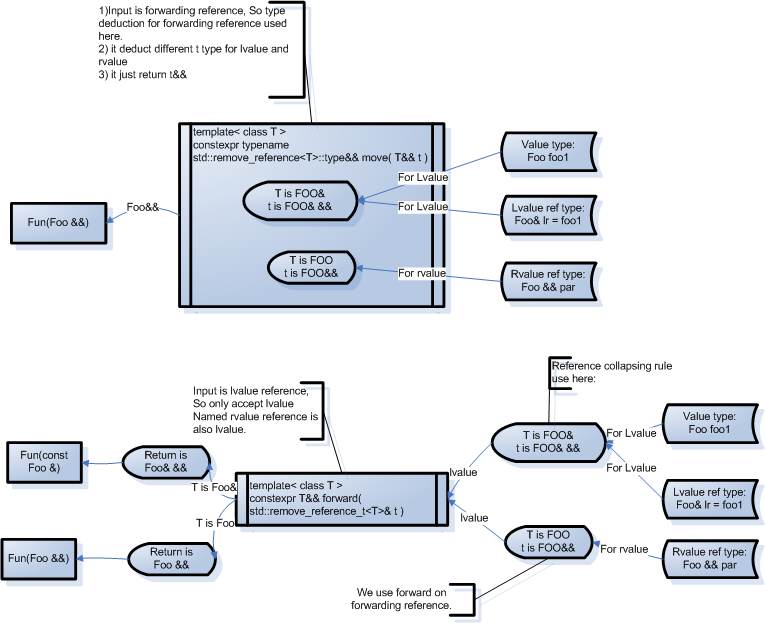 1)Input is forwarding reference, So type
deduction for forwarding reference used
here.
2) it deduct different t type for lvalue and
rvalue
3) it just return t&&
template< class T >
constexpr typename
std::remove_reference<T>::type&& move( T&& t )
Value type:
Foo foo1
For Lvalue
T is FOO&
t is FOO& &&
For Lvalue
Lvalue ref type:
Foo& lr = foo1
Foo&&
Fun(Foo &&)
T is FOO
t is FOO&&
For rvalue
Rvalue ref type:
Foo && par
Reference collapsing rule
use here:
Input is lvalue reference,
So only accept lvalue
Named rvalue reference is
also lvalue.
Value type:
Foo foo1
For Lvalue
T is FOO&
t is FOO& &&
For Lvalue
Fun(const
Foo &)
Return is
Foo& &&
lvalue
T is Foo&
template< class T >
constexpr T&& forward(
std::remove_reference_t<T>& t )
Lvalue ref type:
Foo& lr = foo1
T is Foo
lvalue
T is FOO
t is FOO&&
For rvalue
Rvalue ref type:
Foo && par
Fun(Foo &&)
Return is
Foo &&
We use forward on
forwarding reference.